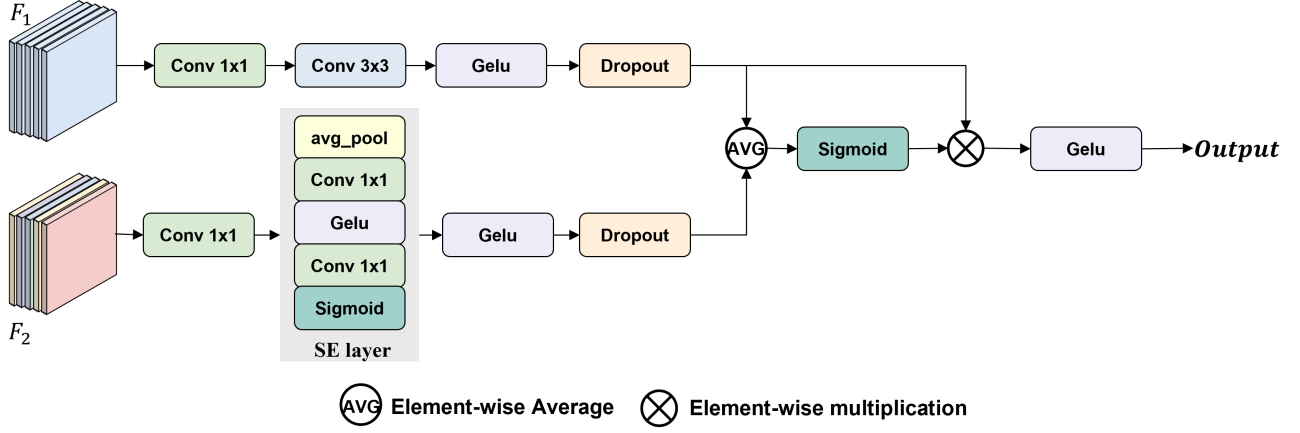 F₁
Conv 1x1
Conv 3x3
Gelu
Dropout
avg_pool
Conv 1x1
Gelu
Conv 1x1
Sigmoid
SE layer
F₂
Conv 1x1
Gelu
Dropout
AVG
Sigmoid
Gelu
Output
AVG Element-wise Average
Element-wise multiplication